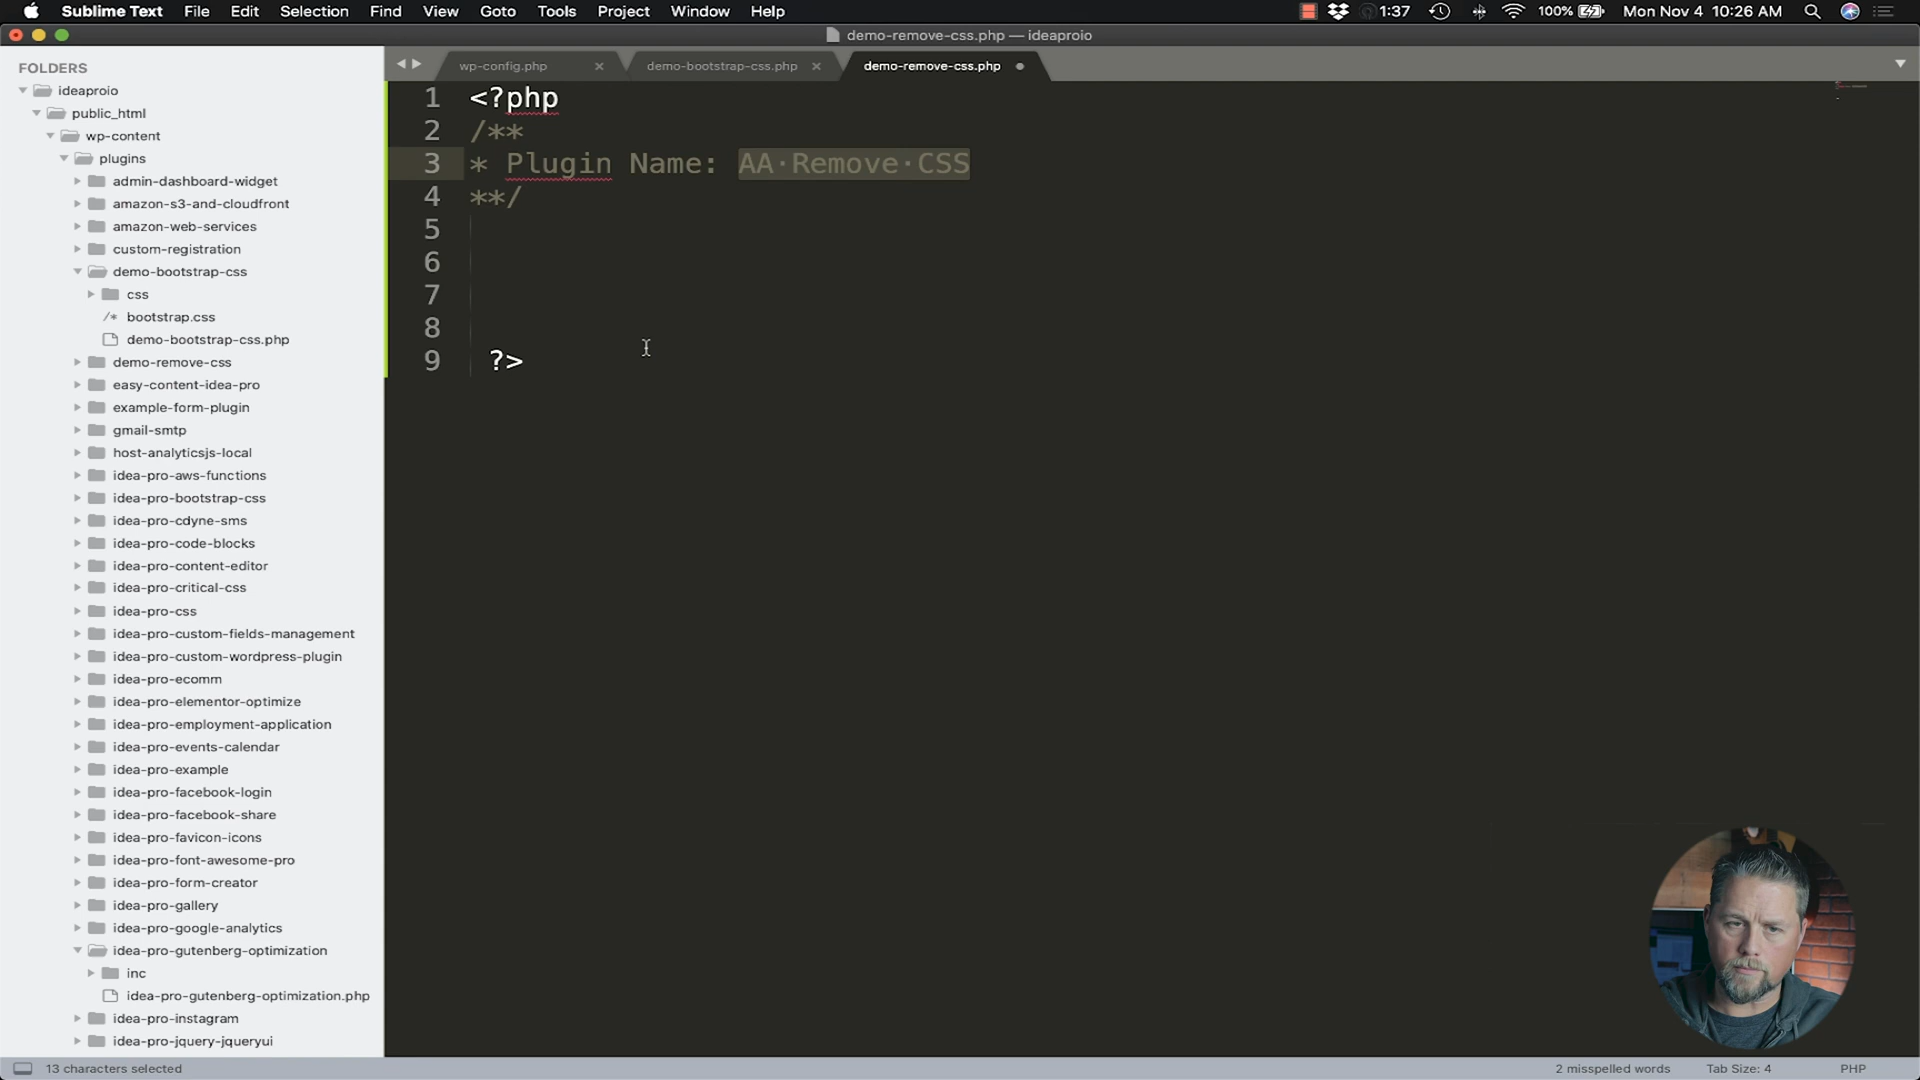 Sublime Text File Edit Selection Find View Goto Tools Project Window Help 1:37 100% Mon Nov 4 10:26 AM
demo-remove-css.php — ideaproio
FOLDERS
ideaproio
public_html
wp-content
plugins
admin-dashboard-widget
amazon-s3-and-cloudfront
amazon-web-services
custom-registration
demo-bootstrap-css
css
/* bootstrap.css
demo-bootstrap-css.php
demo-remove-css
easy-content-idea-pro
example-form-plugin
gmail-smtp
host-analyticsjs-local
idea-pro-aws-functions
idea-pro-bootstrap-css
idea-pro-cdyne-sms
idea-pro-code-blocks
idea-pro-content-editor
idea-pro-critical-css
idea-pro-css
idea-pro-custom-fields-management
idea-pro-custom-wordpress-plugin
idea-pro-ecomm
idea-pro-elementor-optimize
idea-pro-employment-application
idea-pro-events-calendar
idea-pro-example
idea-pro-facebook-login
idea-pro-facebook-share
idea-pro-favicon-icons
idea-pro-font-awesome-pro
idea-pro-form-creator
idea-pro-gallery
idea-pro-google-analytics
idea-pro-gutenberg-optimization
inc
idea-pro-gutenberg-optimization.php
idea-pro-instagram
idea-pro-jquery-jqueryui
wp-config.php demo-bootstrap-css.php demo-remove-css.php
1 <?php
2 /**
3 * Plugin Name: AA·Remove·CSS
4 **/
5
6
7
8
9 ?>
13 characters selected 2 misspelled words Tab Size: 4 PHP